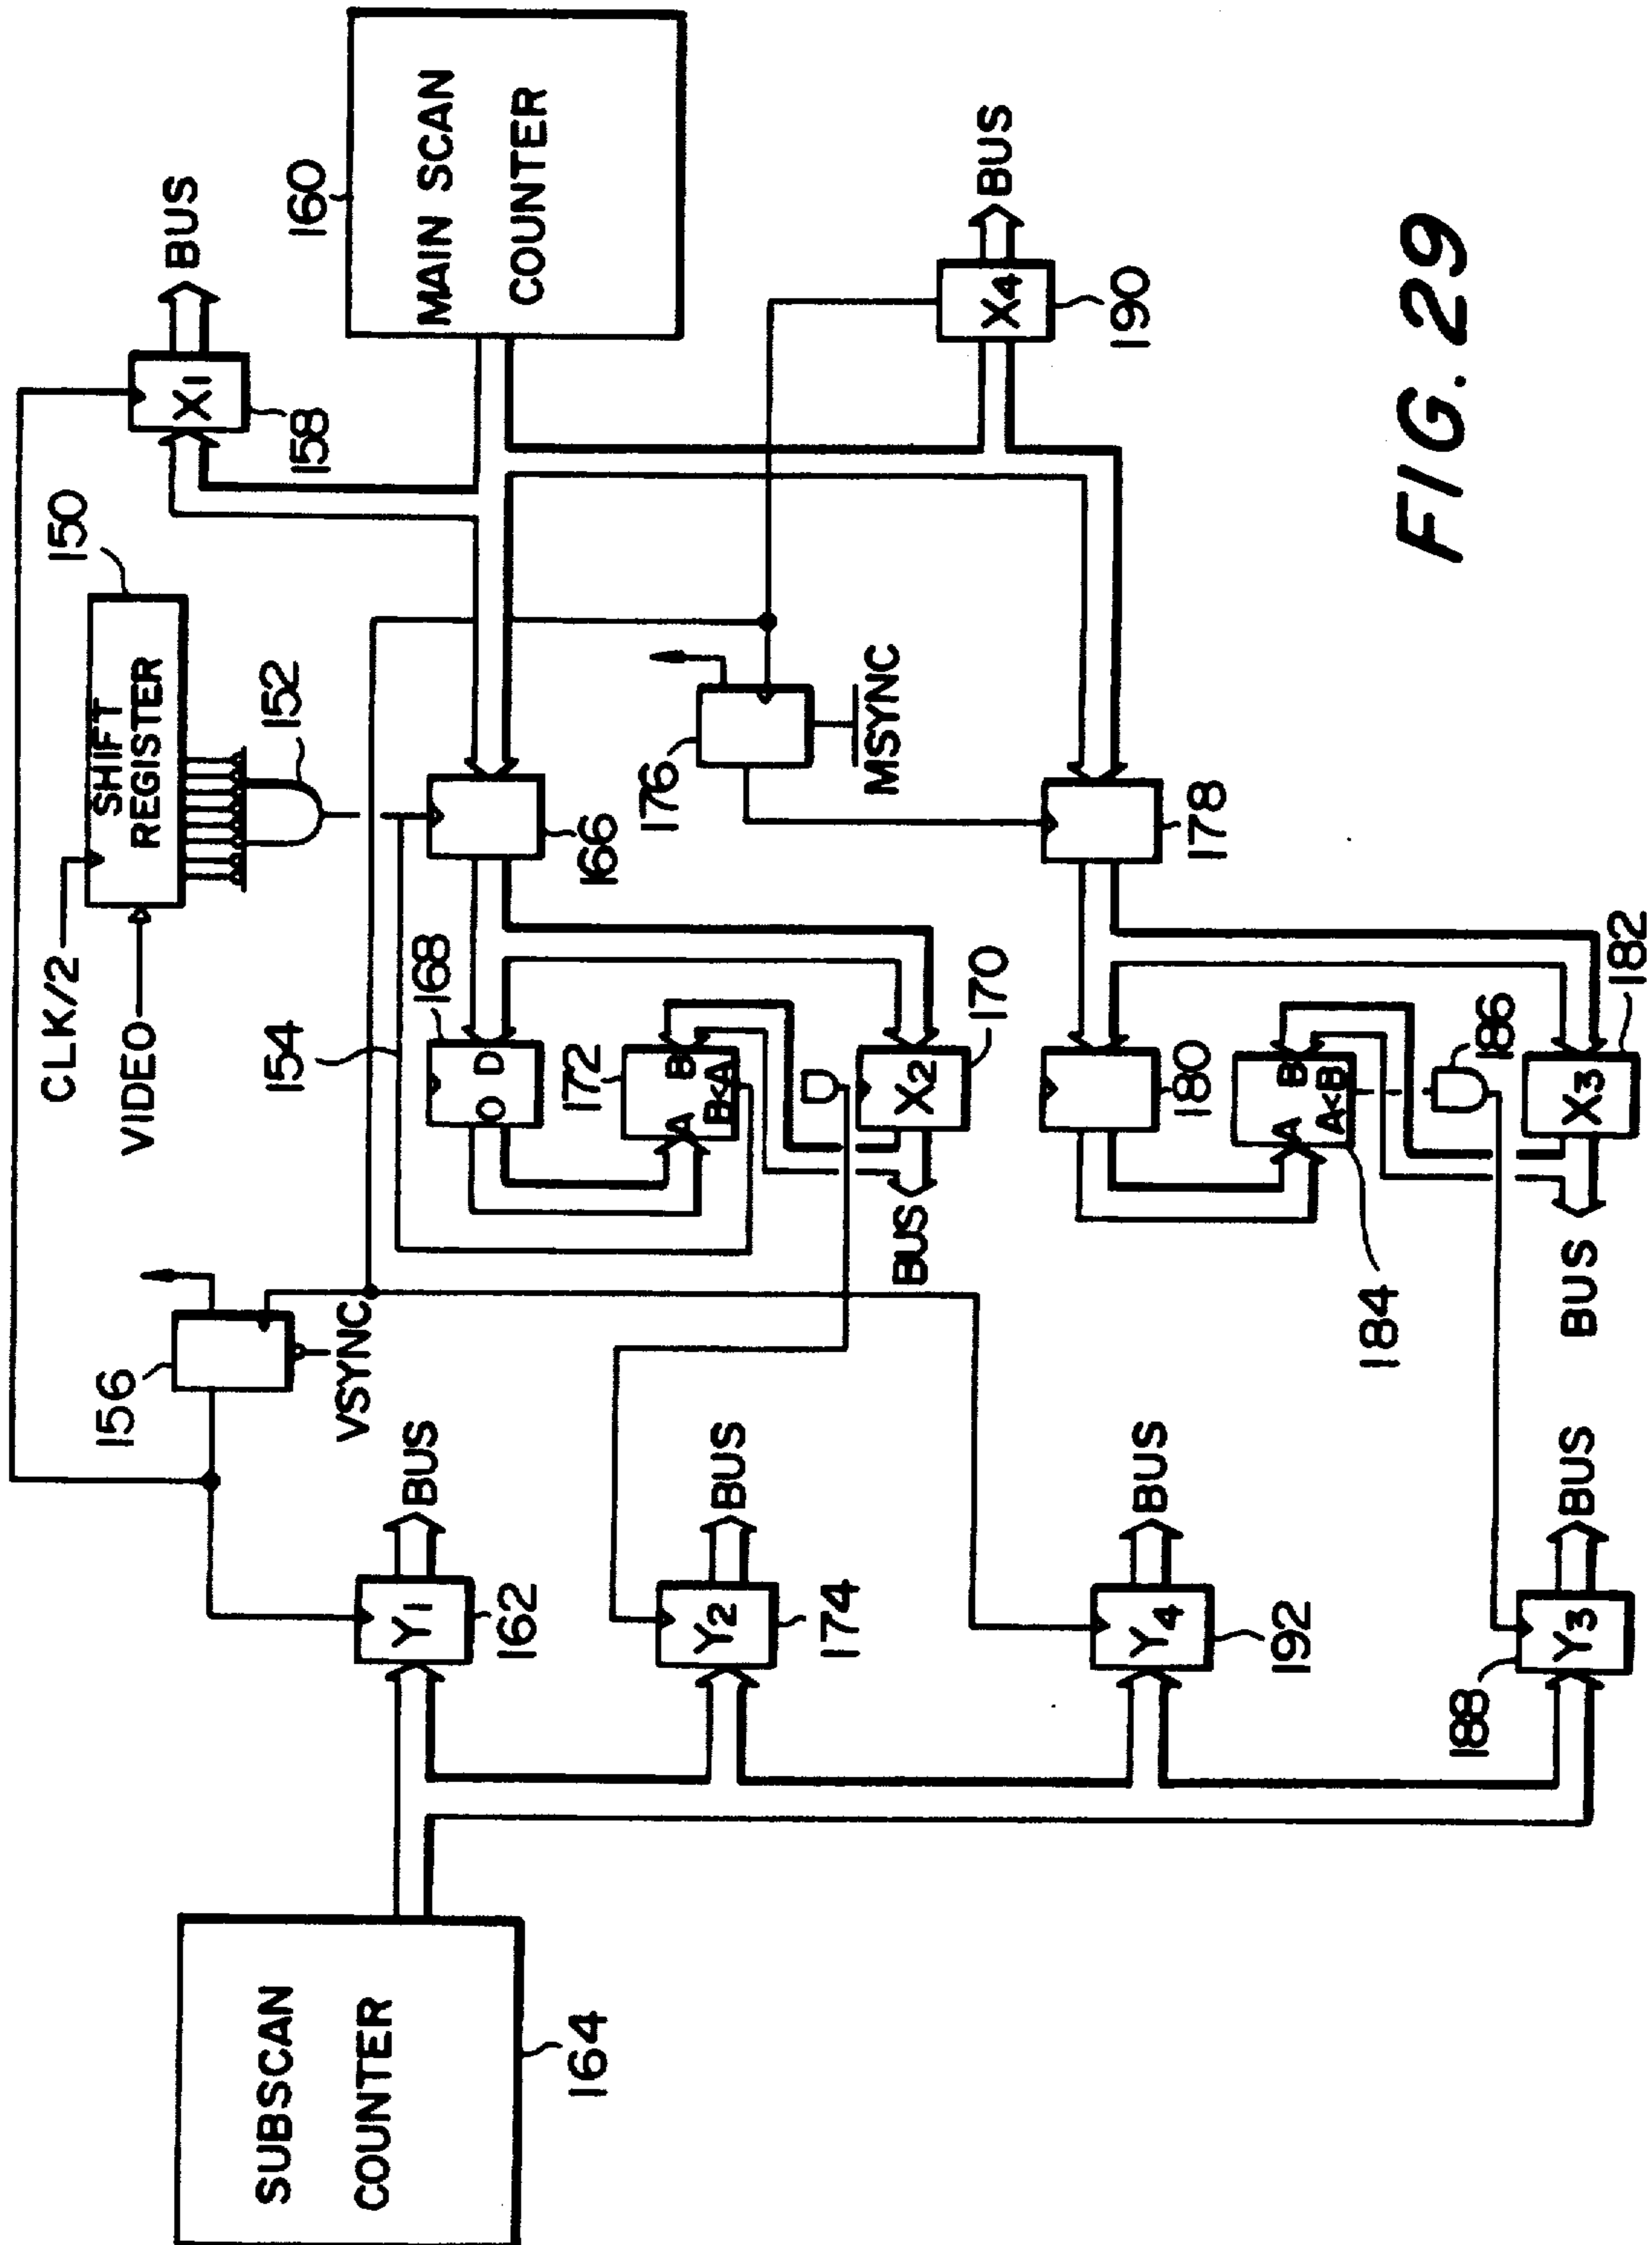 150
CLK/2
SHIFT
REGISTER
VIDEO
156
BUS
X1
158
152
154
160
VSYNC
SUBSCAN
COUNTER
164
Y1
162
BUS
168
O D
166
MAIN SCAN
COUNTER
172
A B
B<A
176
Y2
174
BUS
MSYNC
BUS
X2
170
X4
190
BUS
Y4
192
BUS
180
178
184
A B
A<B
186
188
Y3
BUS
BUS
X3
182
FIG. 29